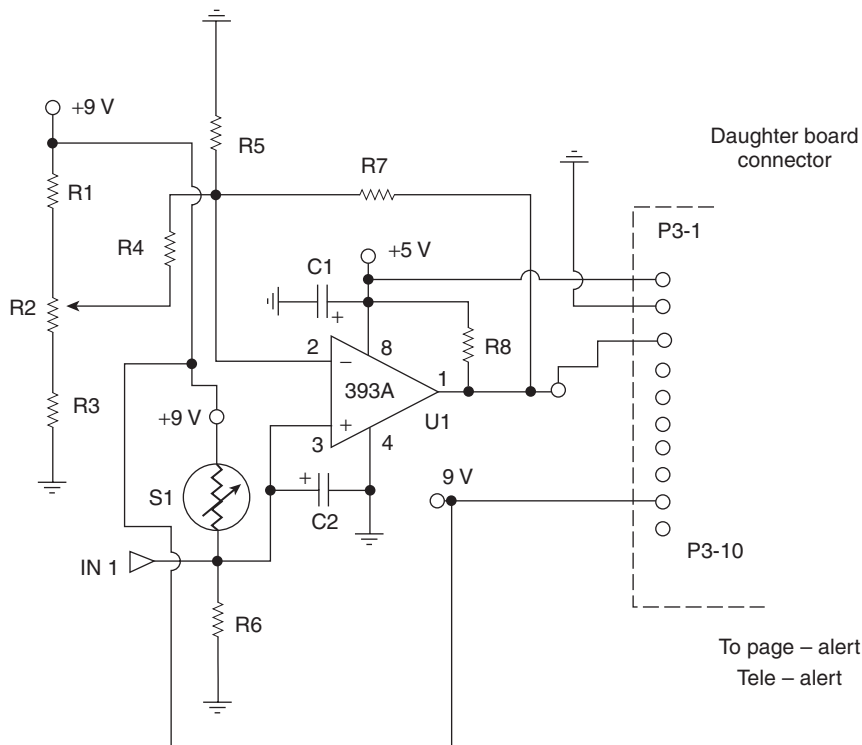 +9 V
R5
Daughter board
connector
R1
R7
P3-1
R4
+5 V
C1
R2
+
R8
2
8
−
1
393A
R3
+9 V
U1
+
3
4
9 V
S1
+
C2
P3-10
IN 1
R6
To page – alert
Tele – alert